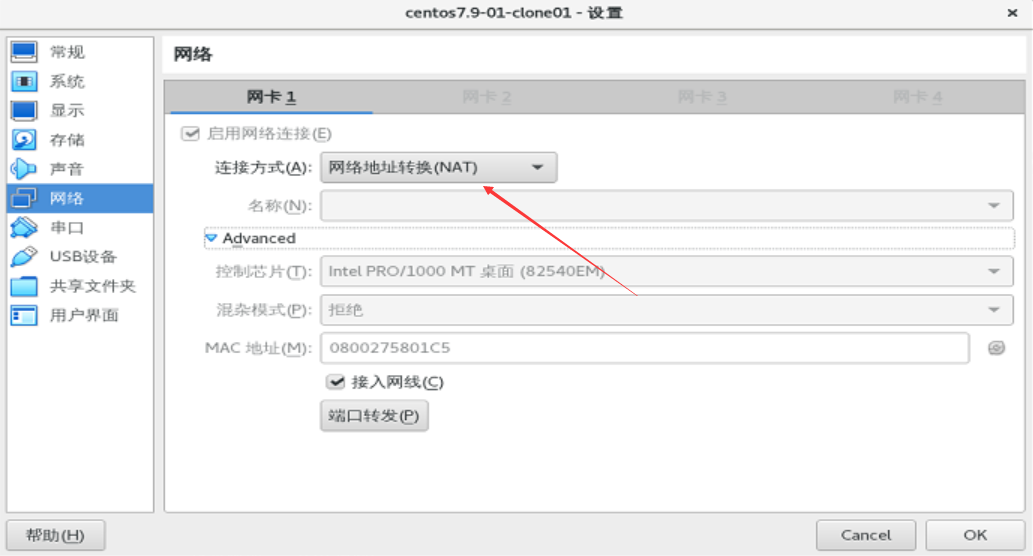 centos7.9-01-clone01 - 设置
常规
系统
显示
存储
声音
网络
串口
USB设备
共享文件夹
用户界面
网络
网卡 1 网卡 2 网卡 3 网卡 4
启用网络连接(E)
连接方式(A): 网络地址转换(NAT)
名称(N):
Advanced
控制芯片(T): Intel PRO/1000 MT 桌面 (82540EM)
混杂模式(P): 拒绝
MAC 地址(M): 0800275801C5
接入网线(C)
端口转发(P)
帮助(H) Cancel OK